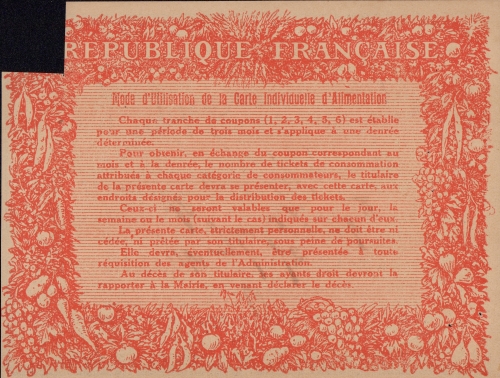 RÉPUBLIQUE FRANÇAISE
Mode d'Utilisation de la Carte Individuelle d'Alimentation
Chaque tranche de coupons (1, 2, 3, 4, 5, 6) est établie
pour une période de trois mois et s'applique à une denrée
déterminée.
Pour obtenir, en échange du coupon correspondant au
mois et à la denrée, le nombre de tickets de consommation
attribués à chaque catégorie de consommateurs, le titulaire
de la présente carte devra se présenter, avec cette carte, aux
endroits désignés pour la distribution des tickets.
Ceux-ci ne seront valables que pour le jour, la
semaine ou le mois (suivant le cas) indiqués sur chacun d'eux.
La présente carte, strictement personnelle, ne doit être ni
cédée, ni prêtée par son titulaire, sous peine de poursuites.
Elle devra, éventuellement, être présentée à toute
réquisition des agents de l'Administration.
Au décès de son titulaire, ses ayants droit devront la
rapporter à la Mairie, en venant déclarer le décès.